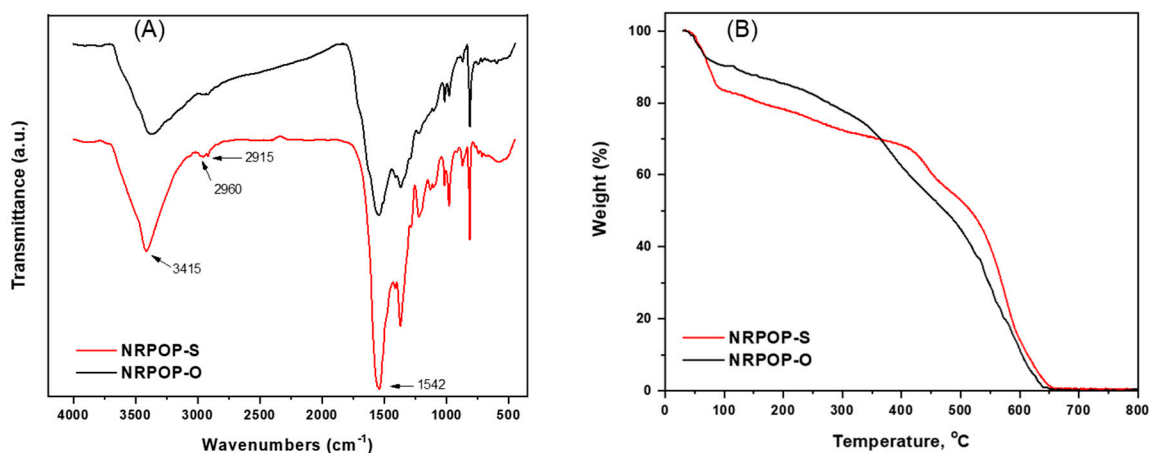 (A)
Transmittance (a.u.)
2915
2960
3415
1542
NRPOP-S
NRPOP-O
4000 3500 3000 2500 2000 1500 1000 500
Wavenumbers (cm⁻¹)
(B)
Weight (%)
100
80
60
40
20
0
NRPOP-S
NRPOP-O
0 100 200 300 400 500 600 700 800
Temperature, °C